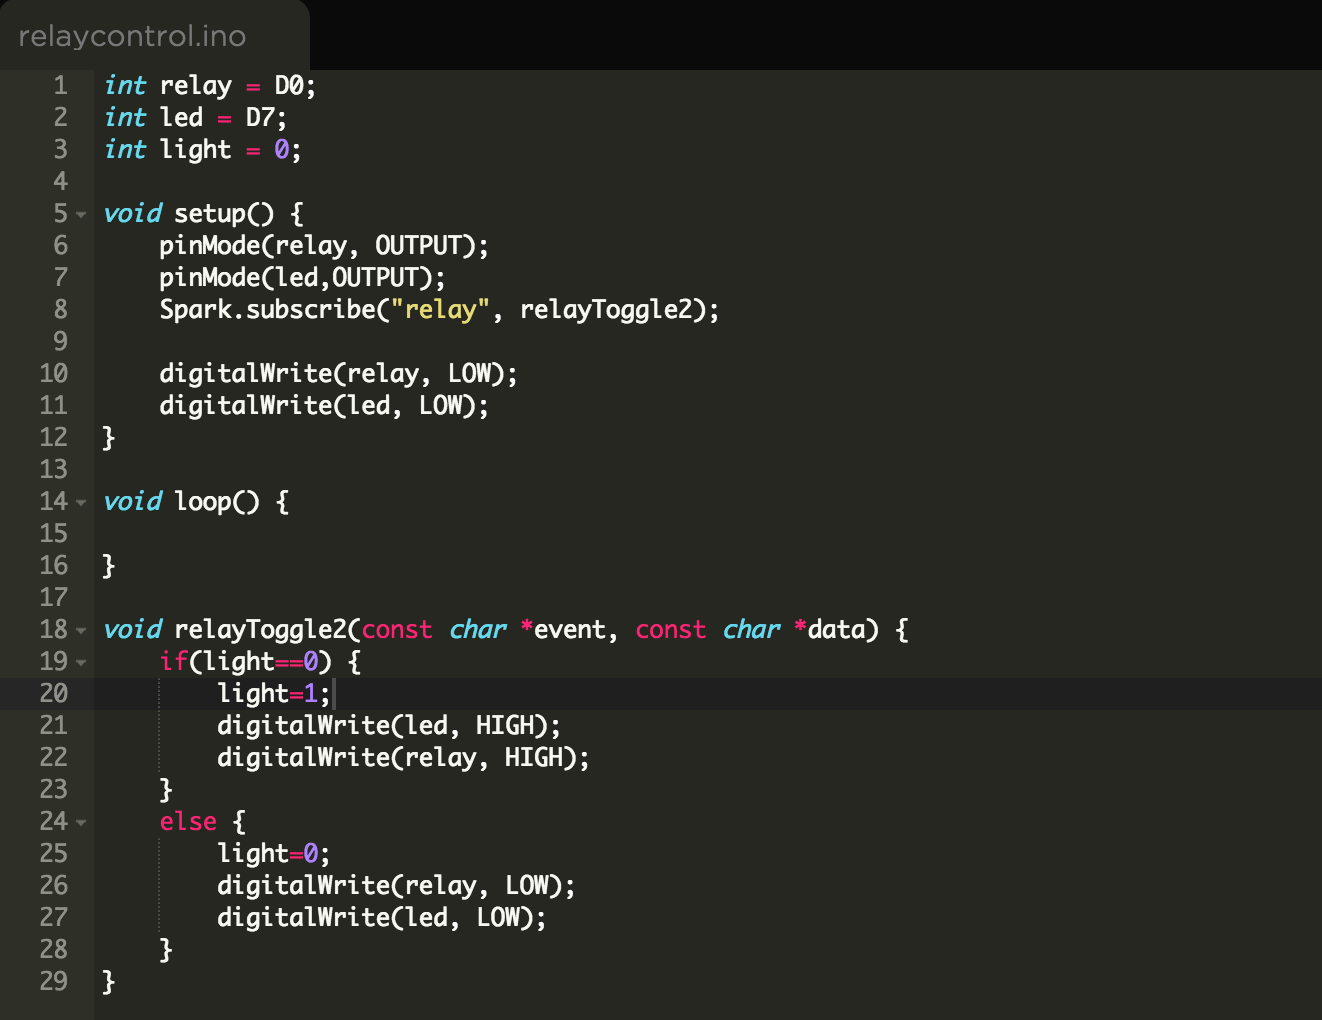 relaycontrol.ino
1 int relay = D0;
2 int led = D7;
3 int light = 0;
4
5 void setup() {
6     pinMode(relay, OUTPUT);
7     pinMode(led,OUTPUT);
8     Spark.subscribe("relay", relayToggle2);
9
10     digitalWrite(relay, LOW);
11     digitalWrite(led, LOW);
12 }
13
14 void loop() {
15
16 }
17
18 void relayToggle2(const char *event, const char *data) {
19     if(light==0) {
20         light=1;
21         digitalWrite(led, HIGH);
22         digitalWrite(relay, HIGH);
23     }
24     else {
25         light=0;
26         digitalWrite(relay, LOW);
27         digitalWrite(led, LOW);
28     }
29 }